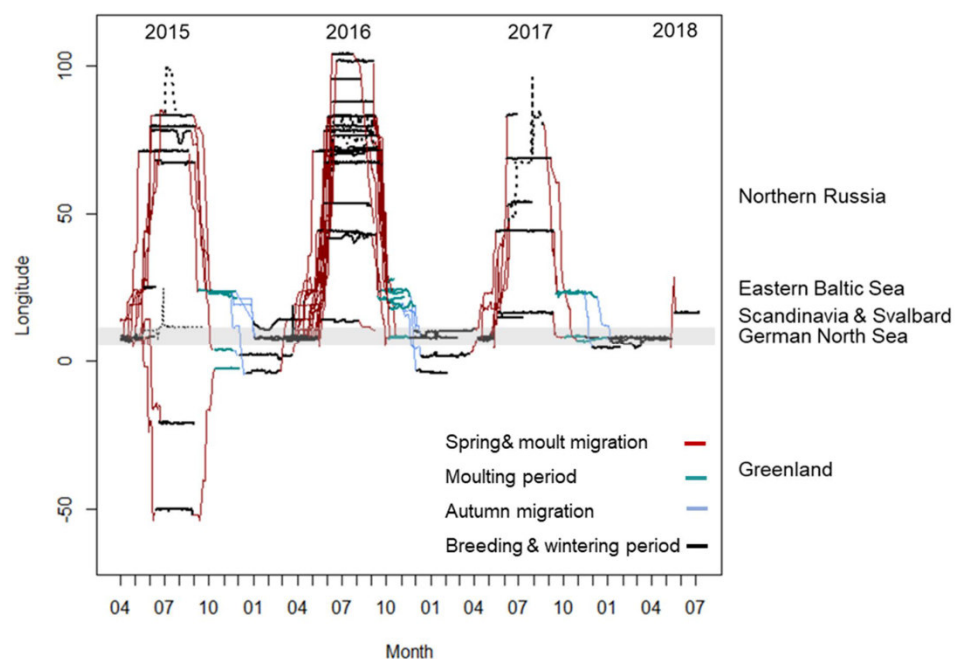 2015 2016 2017 2018
100
50
0
-50
Longitude
Northern Russia
Eastern Baltic Sea
Scandinavia & Svalbard
German North Sea
Greenland
Spring& moult migration
Moulting period
Autumn migration
Breeding & wintering period
04 07 10 01 04 07 10 01 04 07 10 01 04 07
Month